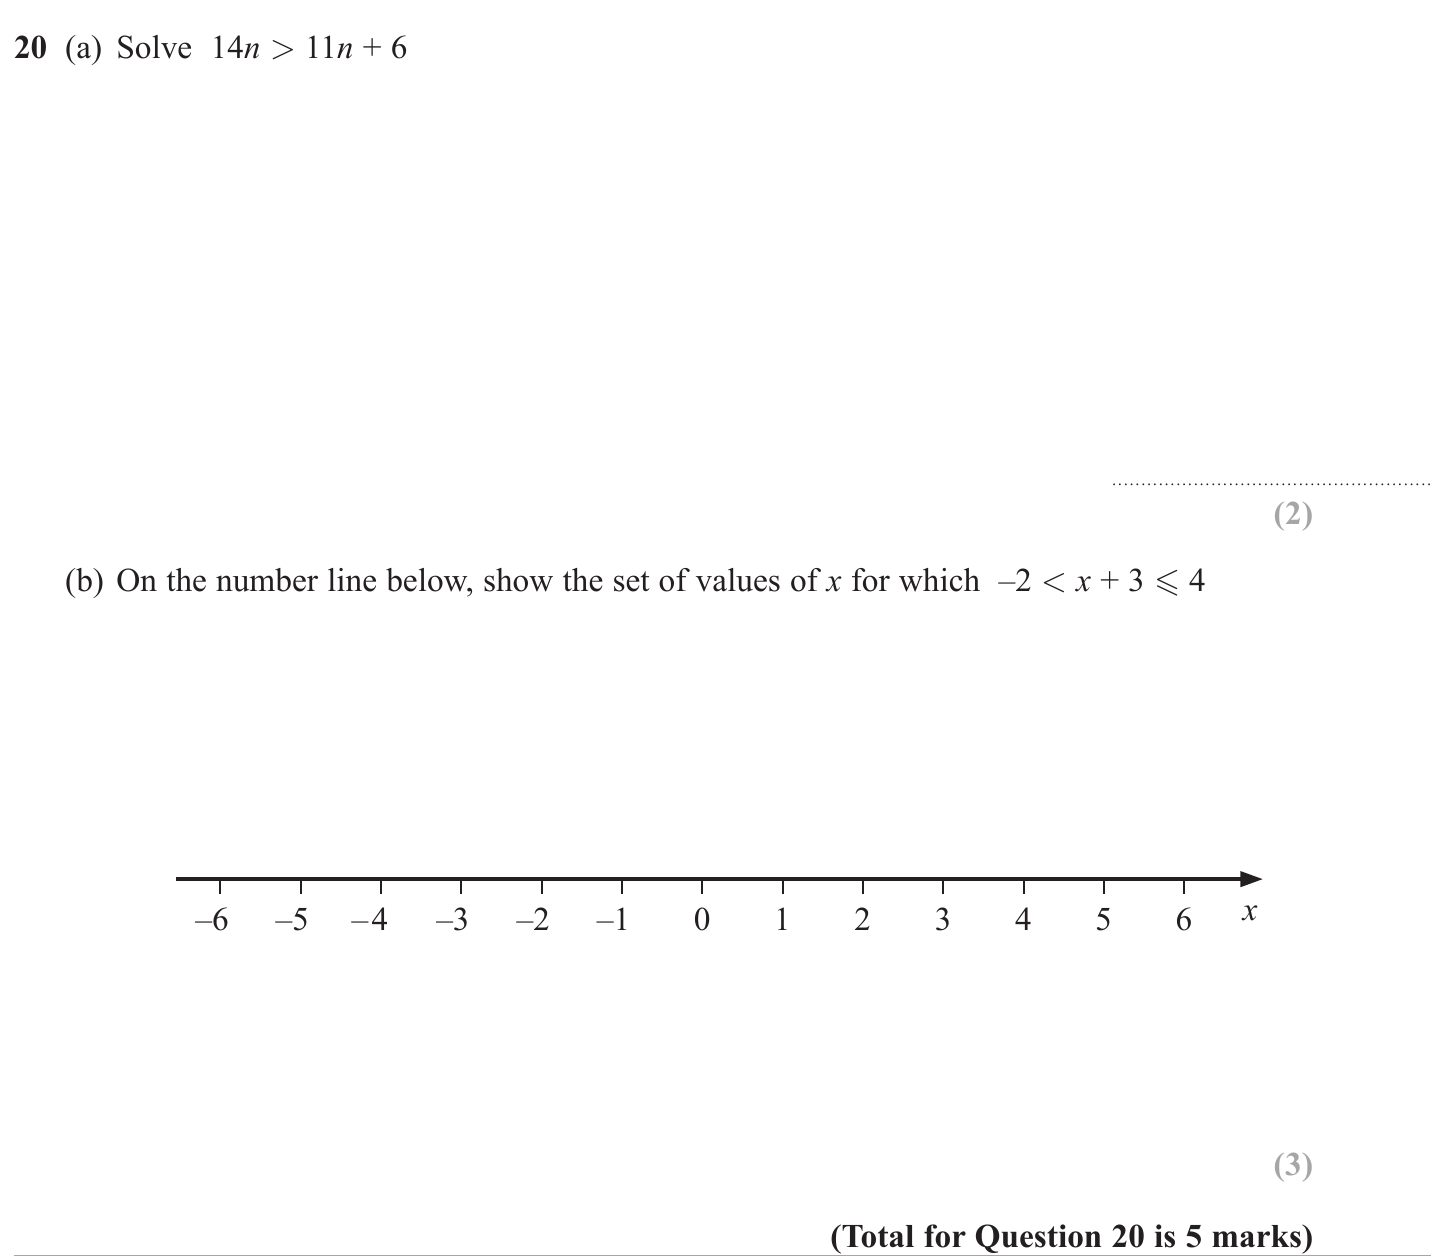 20 (a) Solve 14n > 11n + 6
(2)
(b) On the number line below, show the set of values of x for which –2 < x + 3 ⩽ 4
–6 –5 –4 –3 –2 –1 0 1 2 3 4 5 6 x
(3)
(Total for Question 20 is 5 marks)